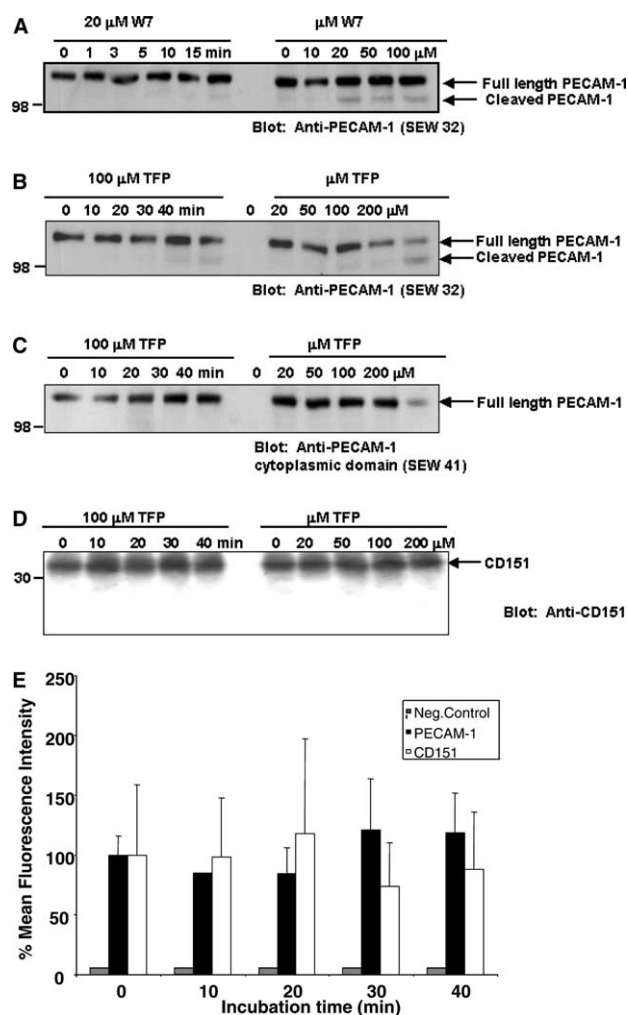 A
20 µM W7 µM W7
0 1 3 5 10 15 min 0 10 20 50 100 µM
Full length PECAM-1
98 Cleaved PECAM-1
Blot: Anti-PECAM-1 (SEW 32)
B
100 µM TFP µM TFP
0 10 20 30 40 min 0 20 50 100 200 µM
Full length PECAM-1
98 Cleaved PECAM-1
Blot: Anti-PECAM-1 (SEW 32)
C
100 µM TFP µM TFP
0 10 20 30 40 min 0 20 50 100 200 µM
Full length PECAM-1
98
Blot: Anti-PECAM-1
cytoplasmic domain (SEW 41)
D
100 µM TFP µM TFP
0 10 20 30 40 min 0 20 50 100 200 µM
CD151
30
Blot: Anti-CD151
E
250
200
150
100
50
0
% Mean Fluorescence Intensity
Neg.Control
PECAM-1
CD151
0 10 20 30 40
Incubation time (min)